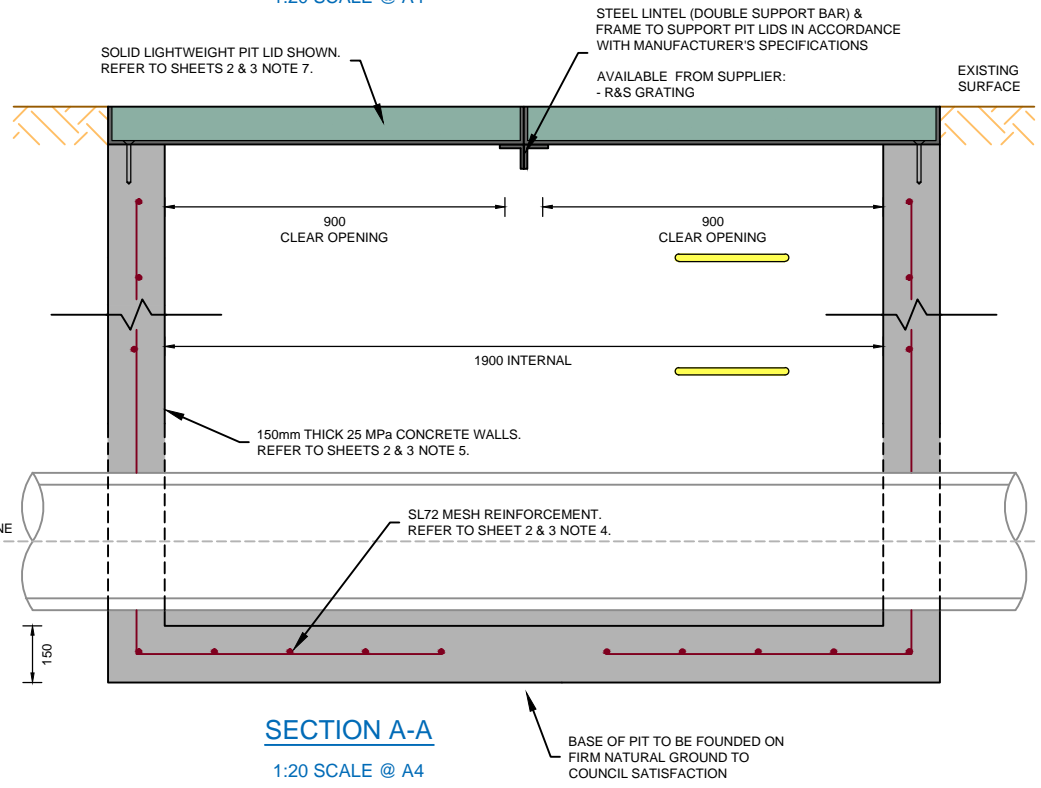 1:20 SCALE @ A4
STEEL LINTEL (DOUBLE SUPPORT BAR) &
FRAME TO SUPPORT PIT LIDS IN ACCORDANCE
WITH MANUFACTURER'S SPECIFICATIONS
AVAILABLE FROM SUPPLIER:
- R&S GRATING
SOLID LIGHTWEIGHT PIT LID SHOWN.
REFER TO SHEETS 2 & 3 NOTE 7.
EXISTING
SURFACE
900
CLEAR OPENING
900
CLEAR OPENING
1900 INTERNAL
150mm THICK 25 MPa CONCRETE WALLS.
REFER TO SHEETS 2 & 3 NOTE 5.
SL72 MESH REINFORCEMENT.
REFER TO SHEET 2 & 3 NOTE 4.
150
SECTION A-A
1:20 SCALE @ A4
BASE OF PIT TO BE FOUNDED ON
FIRM NATURAL GROUND TO
COUNCIL SATISFACTION